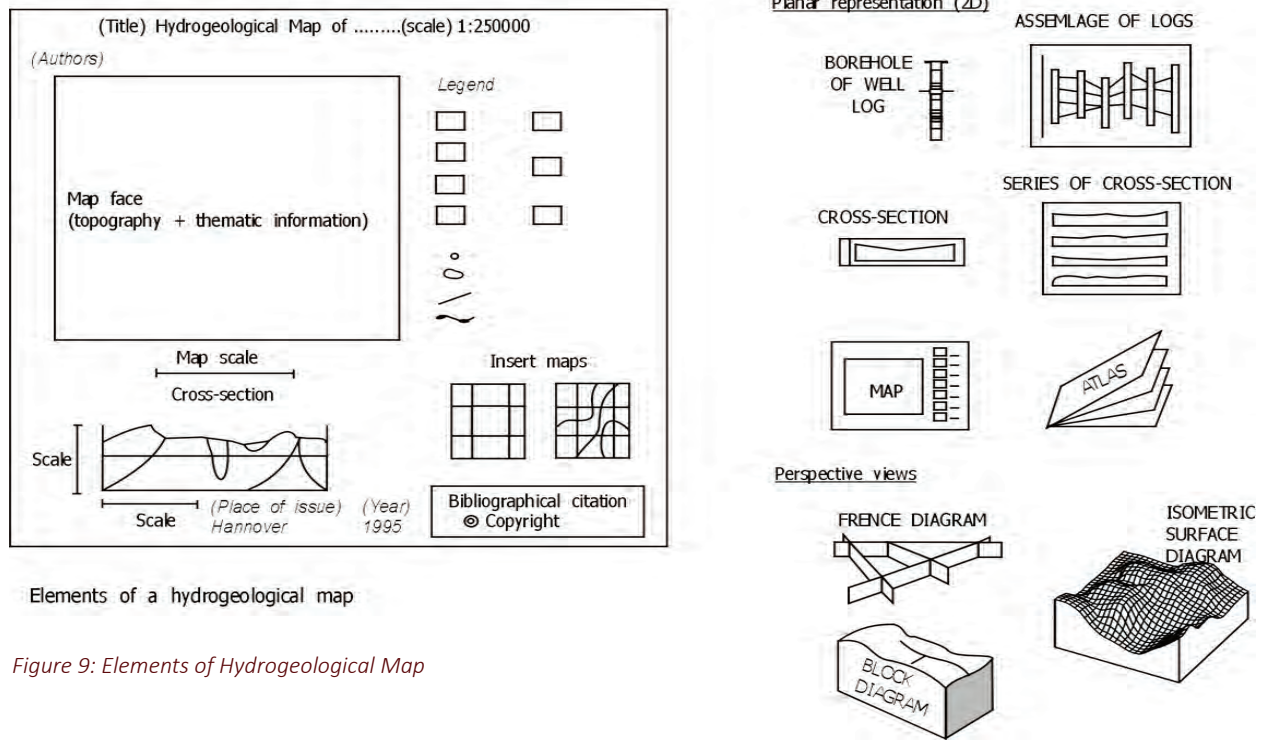 (Title) Hydrogeological Map of .........(scale) 1:250000
(Authors)
Legend
Map face
(topography + thematic information)
Map scale
Cross-section
Insert maps
Scale
Scale
(Place of issue) (Year)
Hannover 1995
Bibliographical citation
© Copyright
Elements of a hydrogeological map
Figure 9: Elements of Hydrogeological Map
Planar representation (2D)
ASSEMLAGE OF LOGS
BOREHOLE
OF WELL
LOG
SERIES OF CROSS-SECTION
CROSS-SECTION
MAP
ATLAS
Perspective views
FRENCE DIAGRAM
ISOMETRIC
SURFACE
DIAGRAM
BLOCK
DIAGRAM